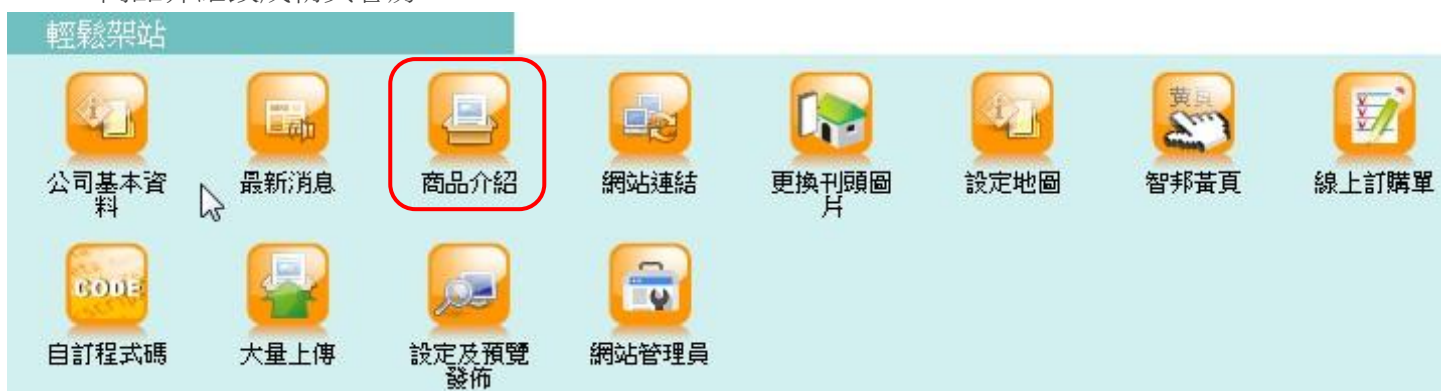 輕鬆架站
公司基本資
料
最新消息
商品介紹
網站連結
更換刊頭圖
片
設定地圖
黃頁
智邦黃頁
線上訂購單
CODE
自訂程式碼
大量上傳
設定及預覽
發佈
網站管理員